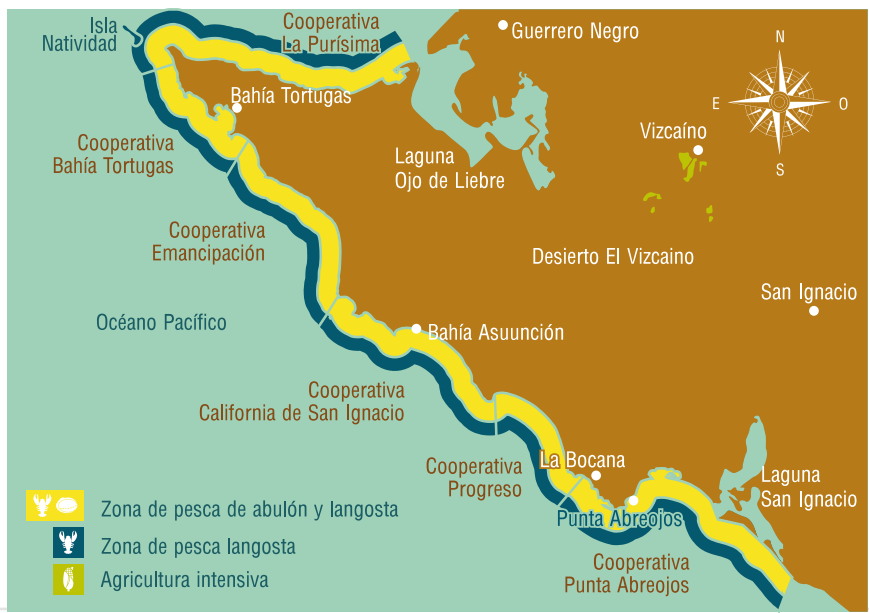 Isla
Natividad
Cooperativa
La Purísima
Guerrero Negro
N
E
O
S
Bahía Tortugas
Vizcaíno
Cooperativa
Bahía Tortugas
Laguna
Ojo de Liebre
Cooperativa
Emancipación
Desierto El Vizcaino
San Ignacio
Océano Pacífico
Bahía Asuunción
Cooperativa
California de San Ignacio
Cooperativa
Progreso
La Bocana
Laguna
San Ignacio
Punta Abreojos
Cooperativa
Punta Abreojos
Zona de pesca de abulón y langosta
Zona de pesca langosta
Agricultura intensiva